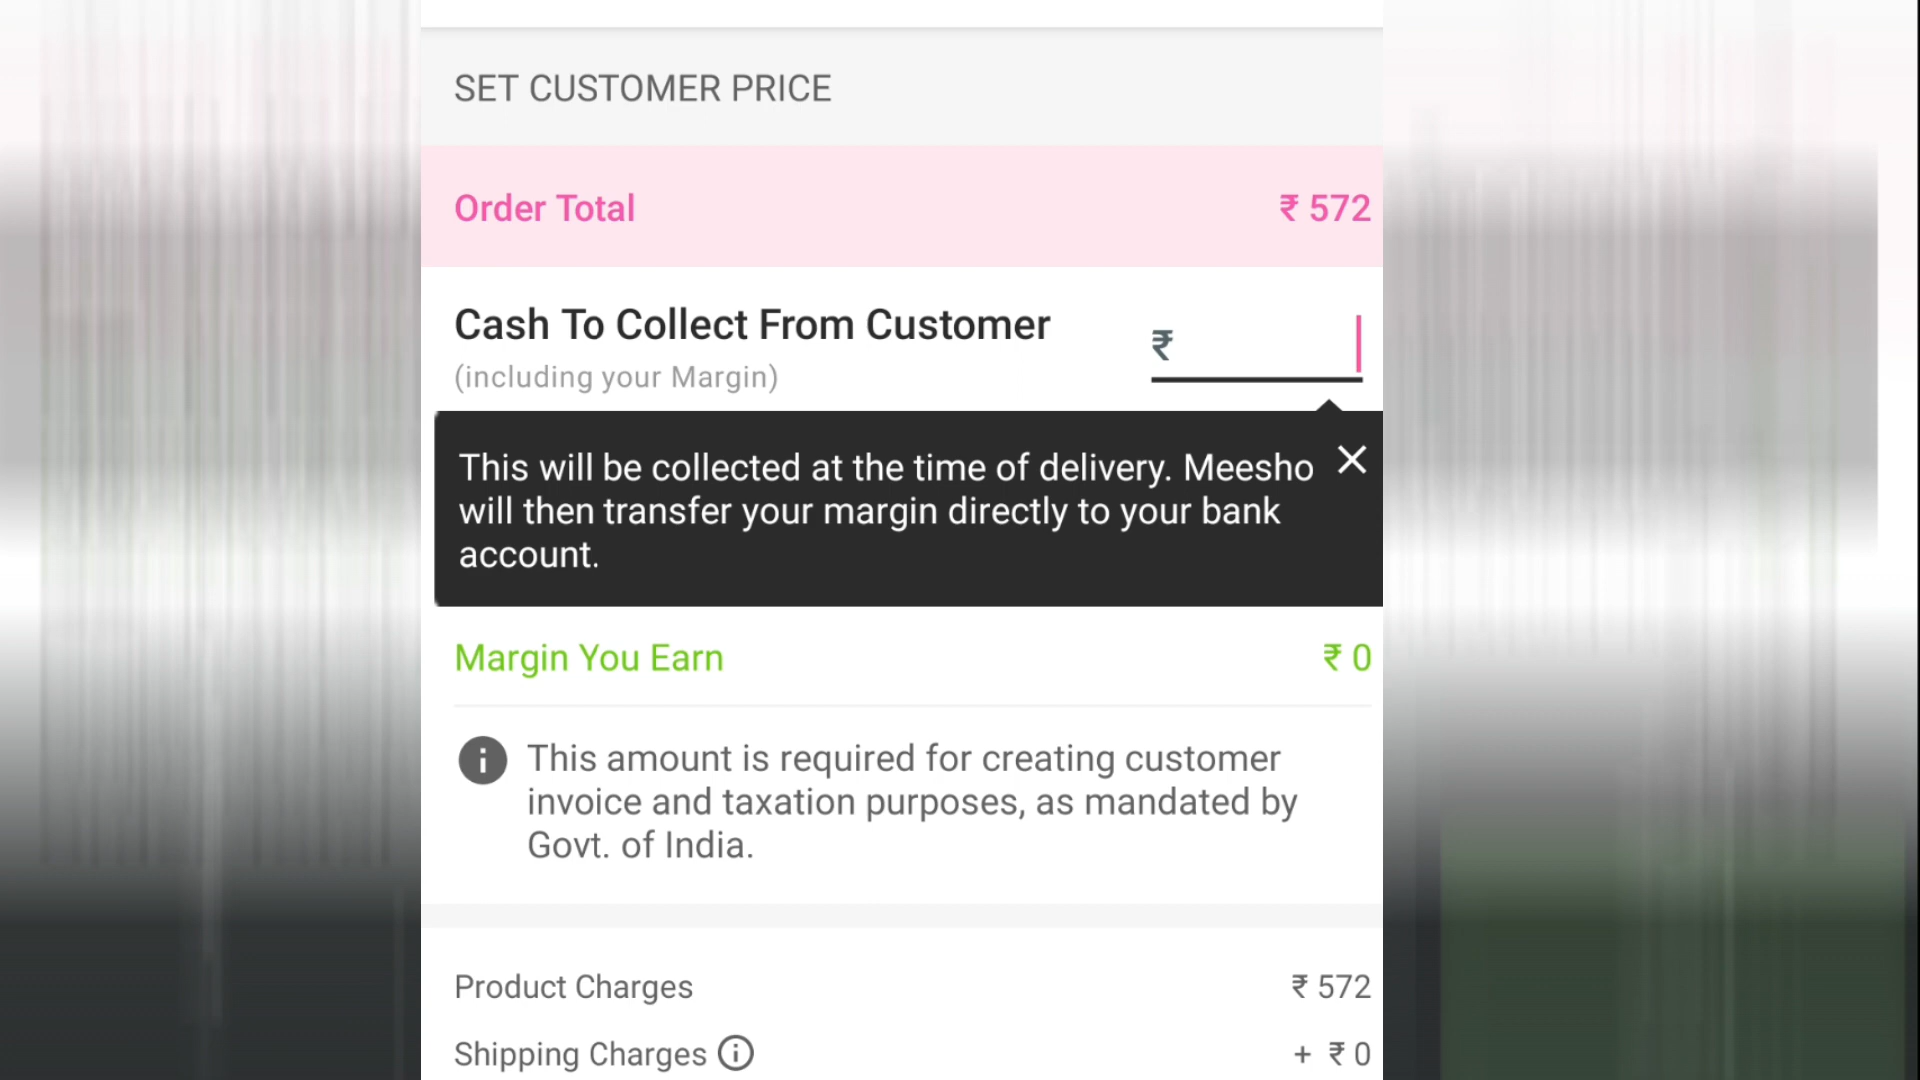 SET CUSTOMER PRICE
Order Total ₹ 572
Cash To Collect From Customer ₹
(including your Margin)
This will be collected at the time of delivery. Meesho
will then transfer your margin directly to your bank
account.
Margin You Earn ₹ 0
This amount is required for creating customer
invoice and taxation purposes, as mandated by
Govt. of India.
Product Charges ₹ 572
Shipping Charges + ₹ 0